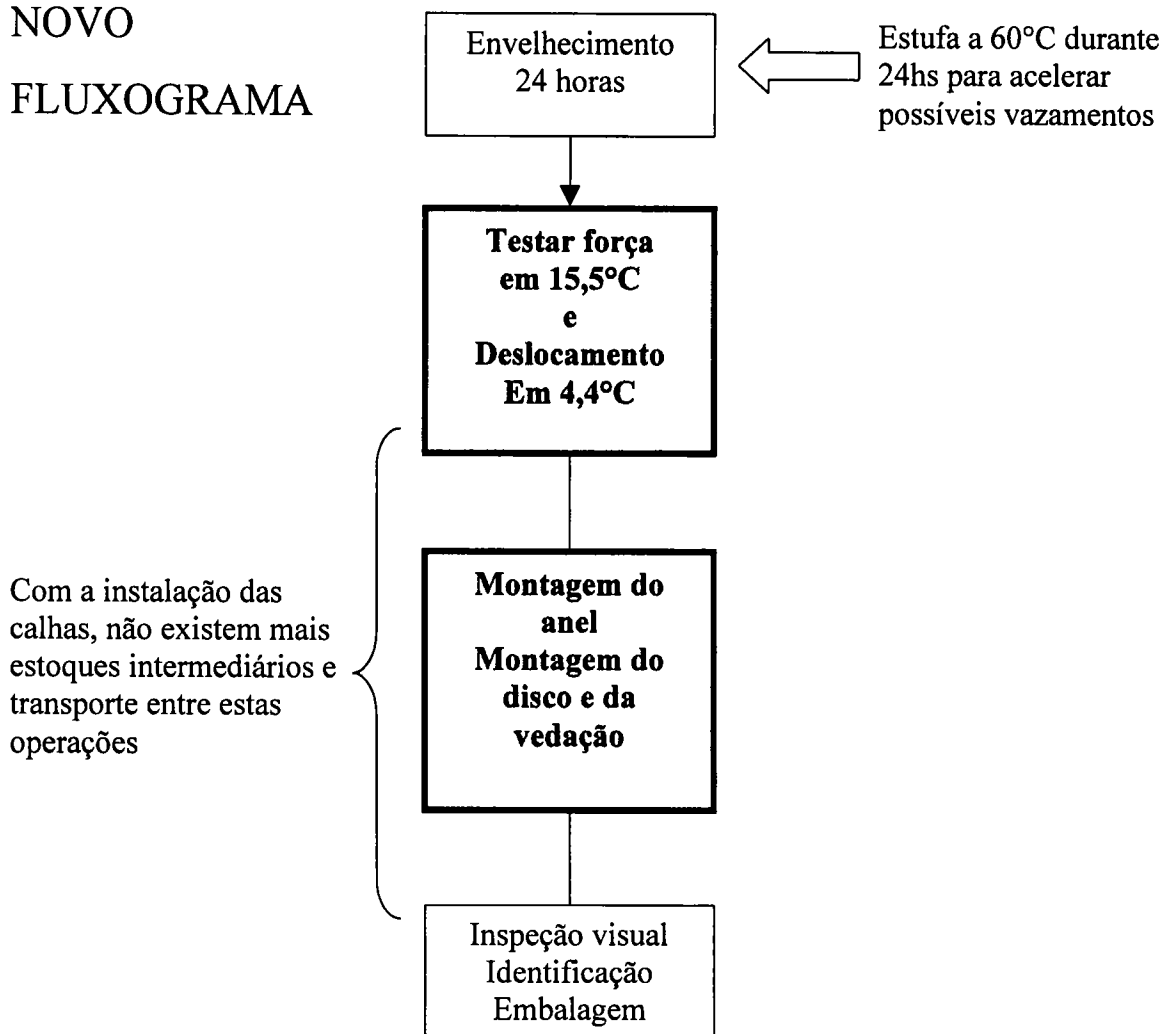 NOVO
FLUXOGRAMA
Envelhecimento
24 horas
Estufa a 60°C durante
24hs para acelerar
possíveis vazamentos
Testar força
em 15,5°C
e
Deslocamento
Em 4,4°C
Com a instalação das
calhas, não existem mais
estoques intermediários e
transporte entre estas
operações
Montagem do
anel
Montagem do
disco e da
vedação
Inspeção visual
Identificação
Embalagem